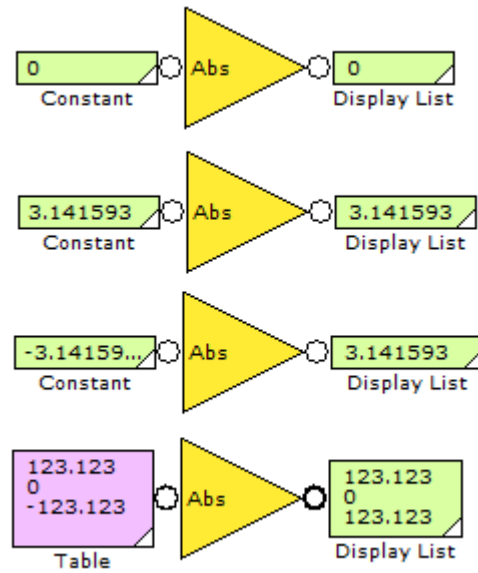 0 Abs 0
Constant Display List
3.141593 Abs 3.141593
Constant Display List
-3.14159... Abs 3.141593
Constant Display List
123.123
0
-123.123
Abs
123.123
0
123.123
Table Display List